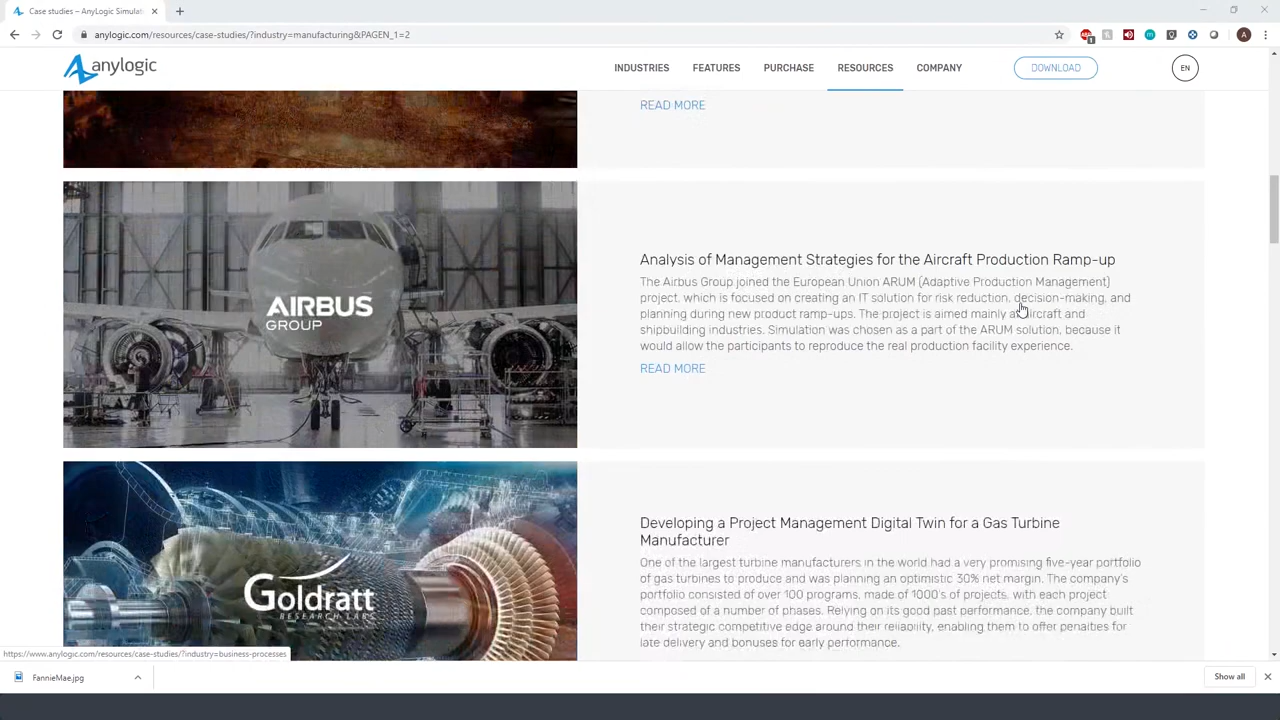 Case studies – AnyLogic Simulat
anylogic.com/resources/case-studies/?industry=manufacturing&PAGEN_1=2
A
anylogic
INDUSTRIES
FEATURES
PURCHASE
RESOURCES
COMPANY
DOWNLOAD
EN
READ MORE
AIRBUS
GROUP
Analysis of Management Strategies for the Aircraft Production Ramp-up
The Airbus Group joined the European Union ARUM (Adaptive Production Management)
project, which is focused on creating an IT solution for risk reduction, decision-making, and
planning during new product ramp-ups. The project is aimed mainly at aircraft and
shipbuilding industries. Simulation was chosen as a part of the ARUM solution, because it
would allow the participants to reproduce the real production facility experience.
READ MORE
Goldratt
RESEARCH LABS
Developing a Project Management Digital Twin for a Gas Turbine
Manufacturer
One of the largest turbine manufacturers in the world had a very promising five-year portfolio
of gas turbines to produce and was planning an optimistic 30% net margin. The company's
portfolio consisted of over 100 programs, made of 1000's of projects, with each project
composed of a number of phases. Relying on its good past performance, the company built
their strategic competitive edge around their reliability, enabling them to offer penalties for
late delivery and bonuses for early performance.
https://www.anylogic.com/resources/case-studies/?industry=business-processes
FannieMae.jpg
Show all